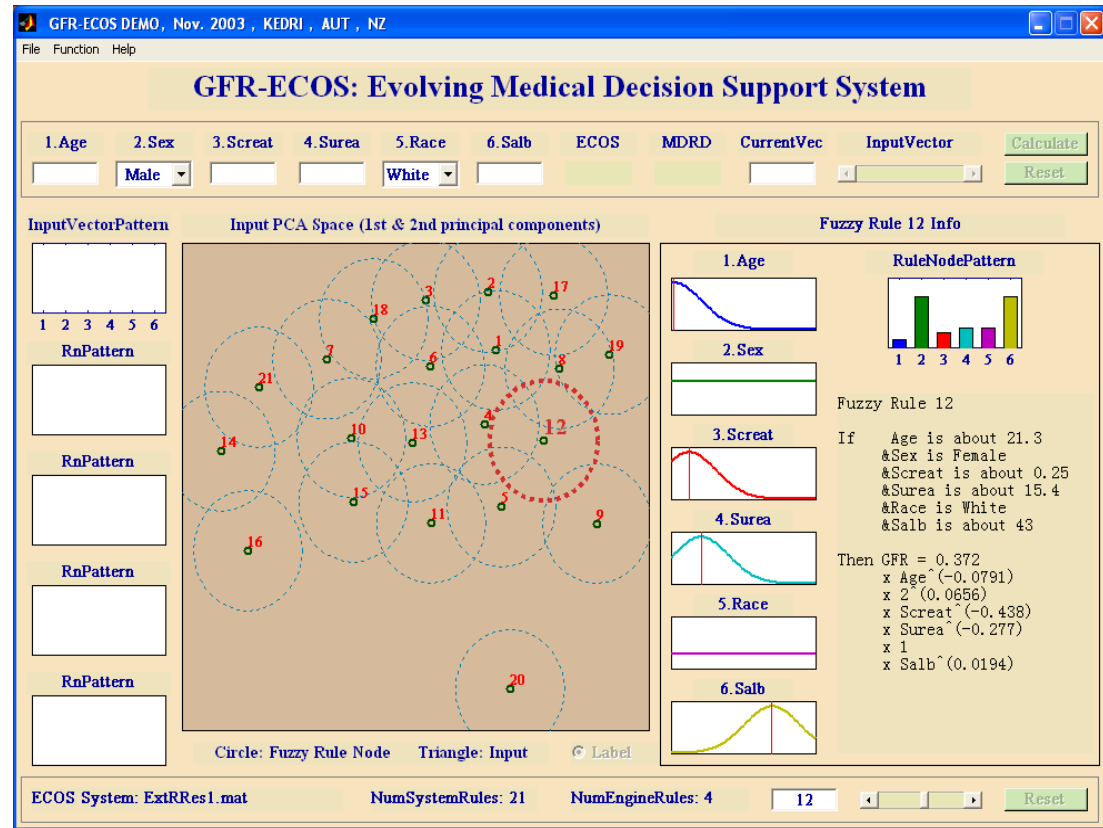 GFR-ECOS DEMO, Nov. 2003 , KEDRI , AUT , NZ
File Function Help
GFR-ECOS: Evolving Medical Decision Support System
1.Age 2.Sex 3.Screat 4.Surea 5.Race 6.Salb ECOS MDRD CurrentVec InputVector Calculate
Male White Reset
InputVectorPattern Input PCA Space (1st & 2nd principal components) Fuzzy Rule 12 Info
1.Age RuleNodePattern
1 2 3 4 5 6
RnPattern
RnPattern
RnPattern
RnPattern
2
17
3
18
1
19
7
6
8
21
4
12
10
13
14
15
5
11
9
16
20
2.Sex
3.Screat
4.Surea
5.Race
6.Salb
1 2 3 4 5 6
Fuzzy Rule 12
If Age is about 21.3
&Sex is Female
&Screat is about 0.25
&Surea is about 15.4
&Race is White
&Salb is about 43
Then GFR = 0.372
x Age^(-0.0791)
x 2^(0.0656)
x Screat^(-0.438)
x Surea^(-0.277)
x 1
x Salb^(0.0194)
Circle: Fuzzy Rule Node Triangle: Input Label
ECOS System: ExtRRes1.mat NumSystemRules: 21 NumEngineRules: 4 12 Reset